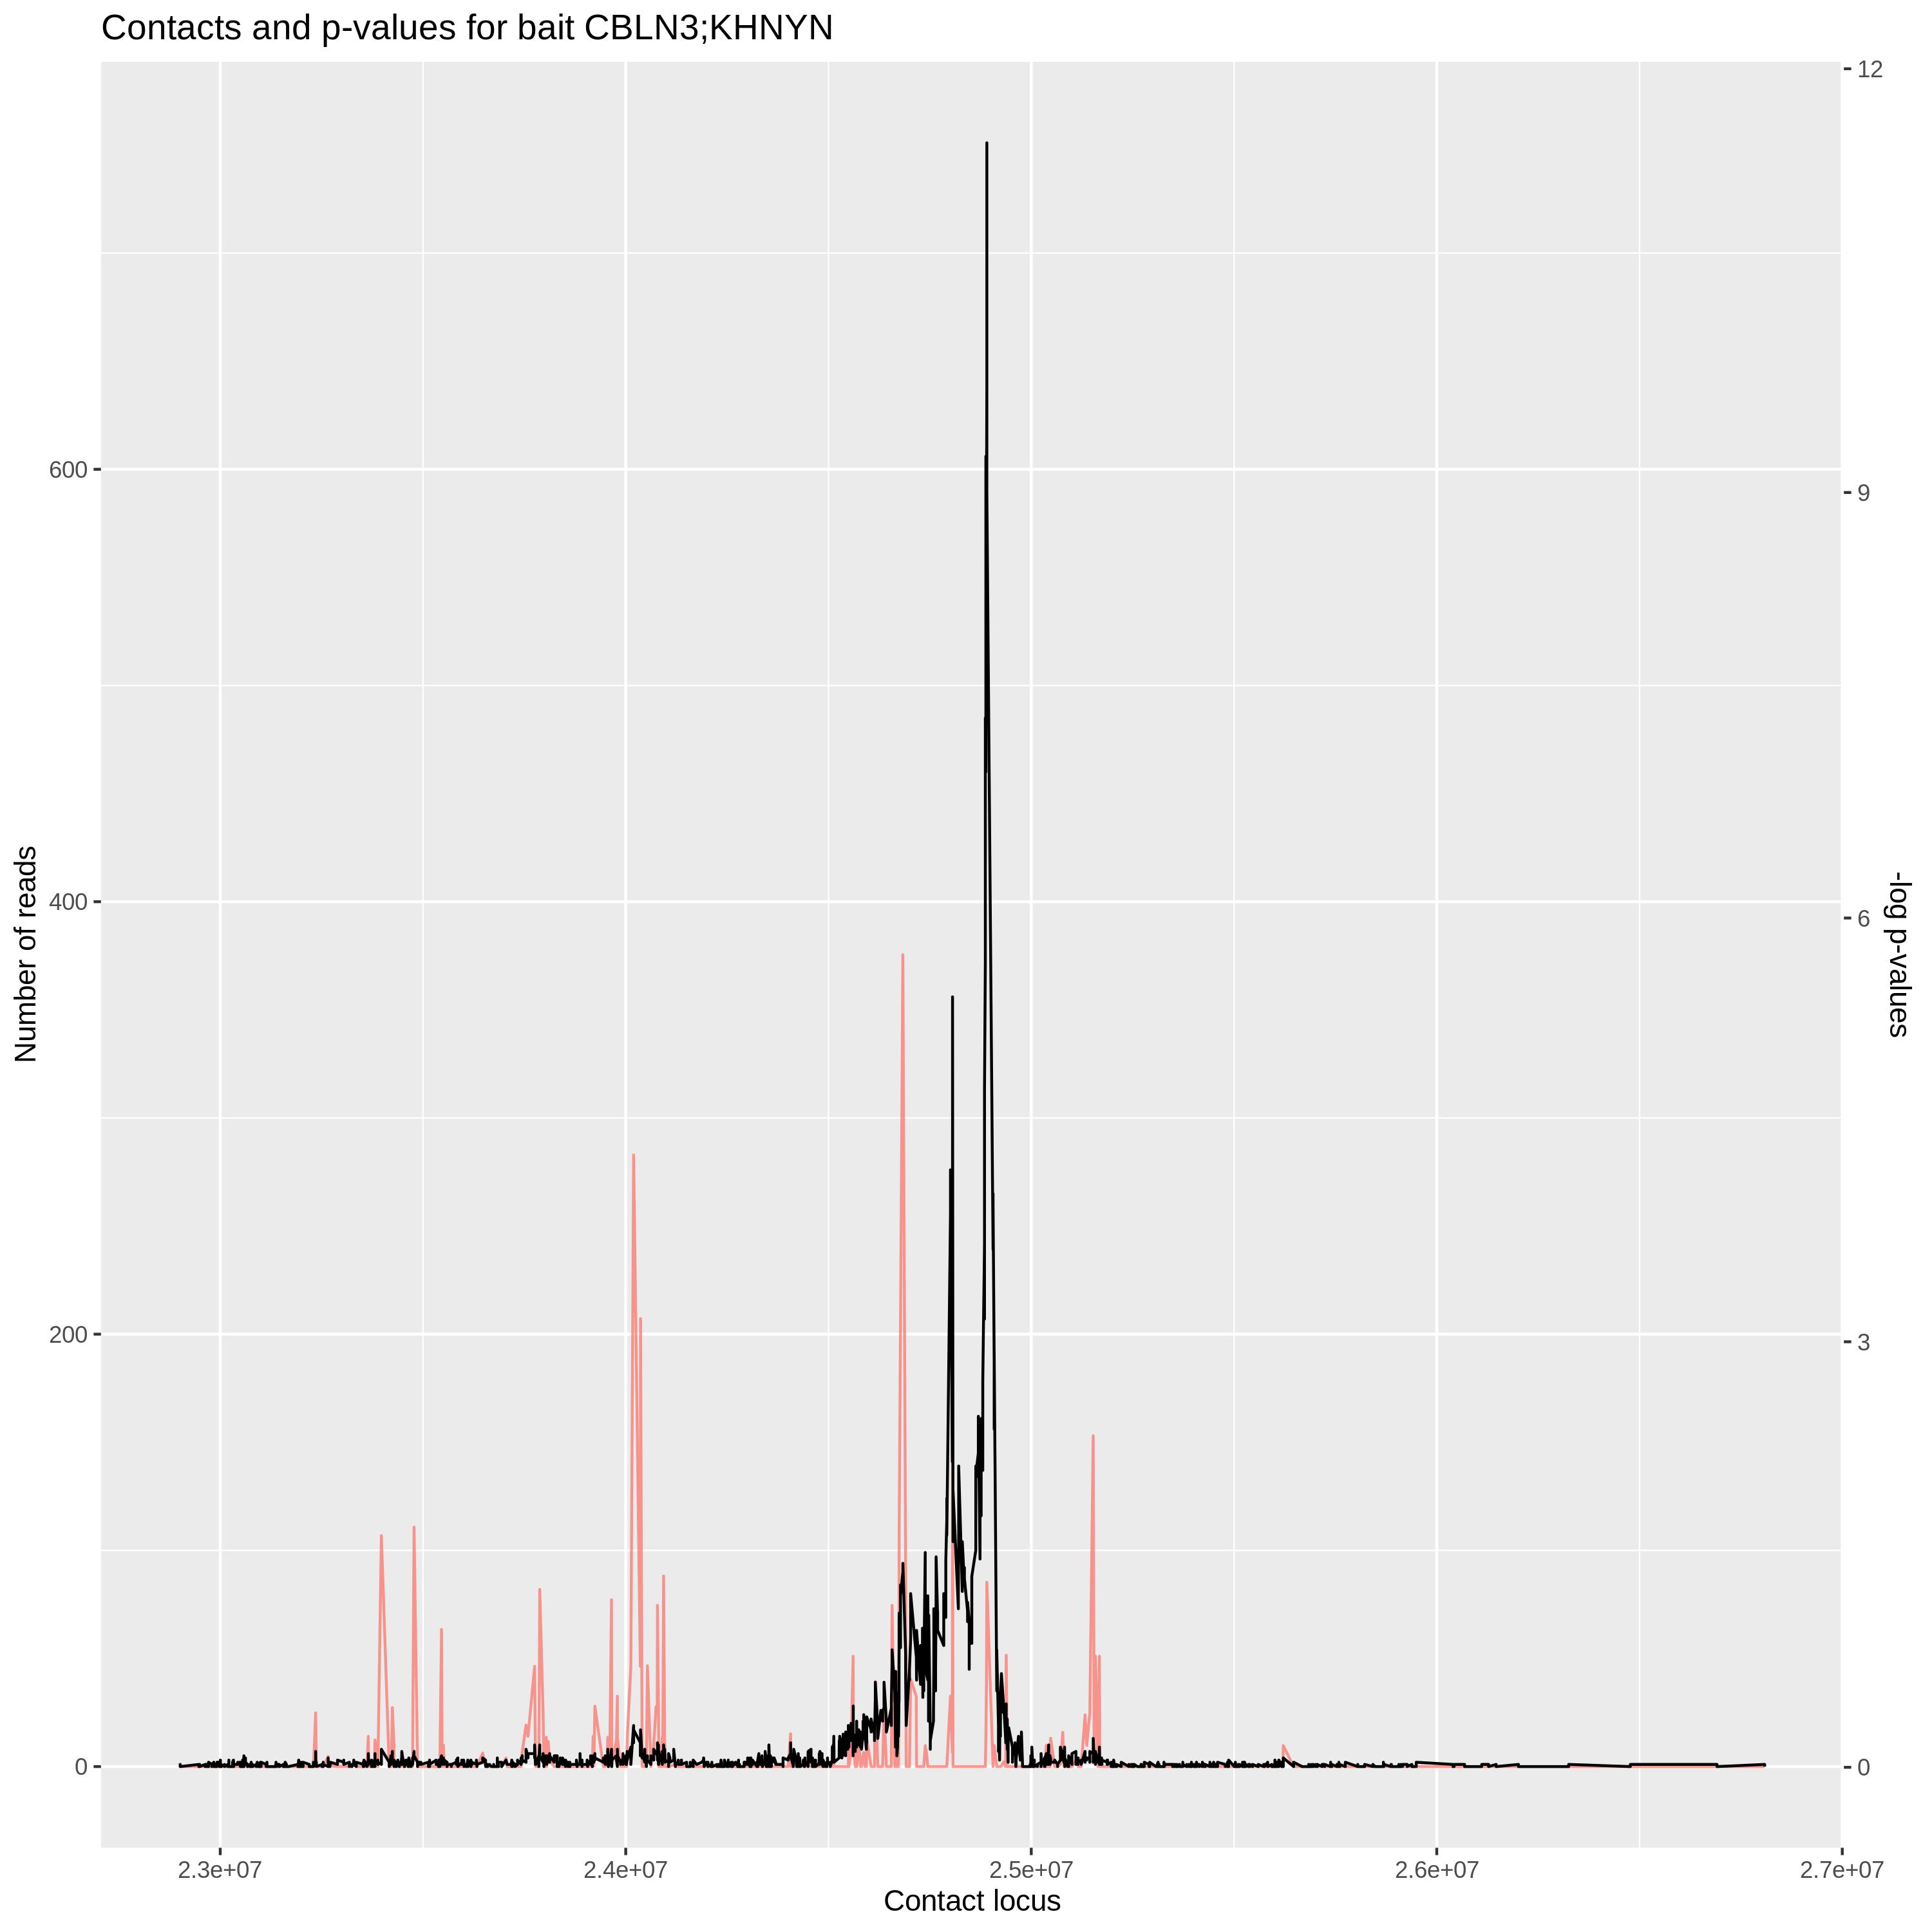 Contacts and p-values for bait CBLN3;KHNYN
12
9
6
3
0
-log p-values
600
400
200
0
Number of reads
2.3e+07
2.4e+07
2.5e+07
2.6e+07
2.7e+07
Contact locus